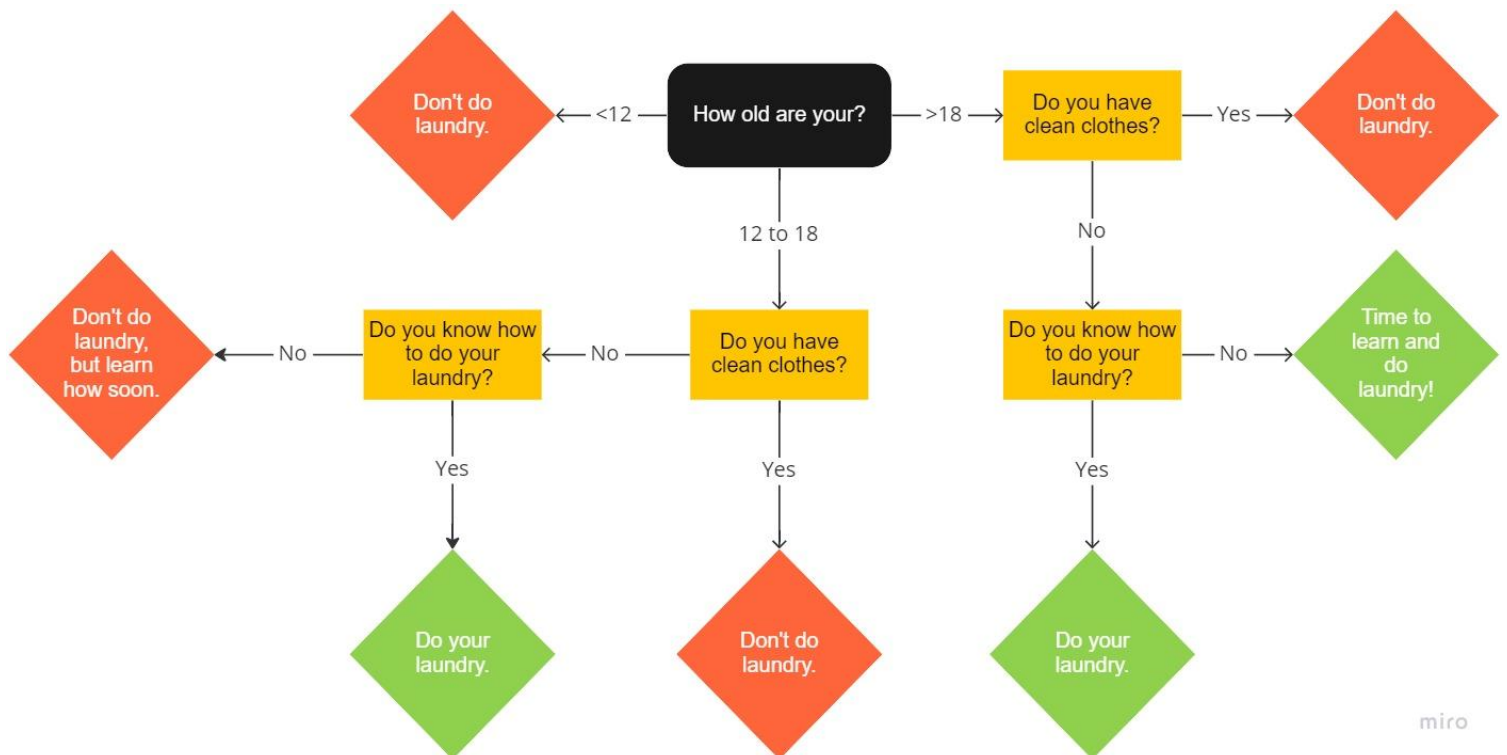 Don't do
laundry.
<12
How old are your?
>18
Do you have
clean clothes?
Yes
Don't do
laundry.
12 to 18
No
Don't do
laundry,
but learn
how soon.
No
Do you know how
to do your
laundry?
No
Do you have
clean clothes?
Do you know how
to do your
laundry?
No
Time to
learn and
do
laundry!
Yes
Yes
Yes
Do your
laundry.
Don't do
laundry.
Do your
laundry.
miro